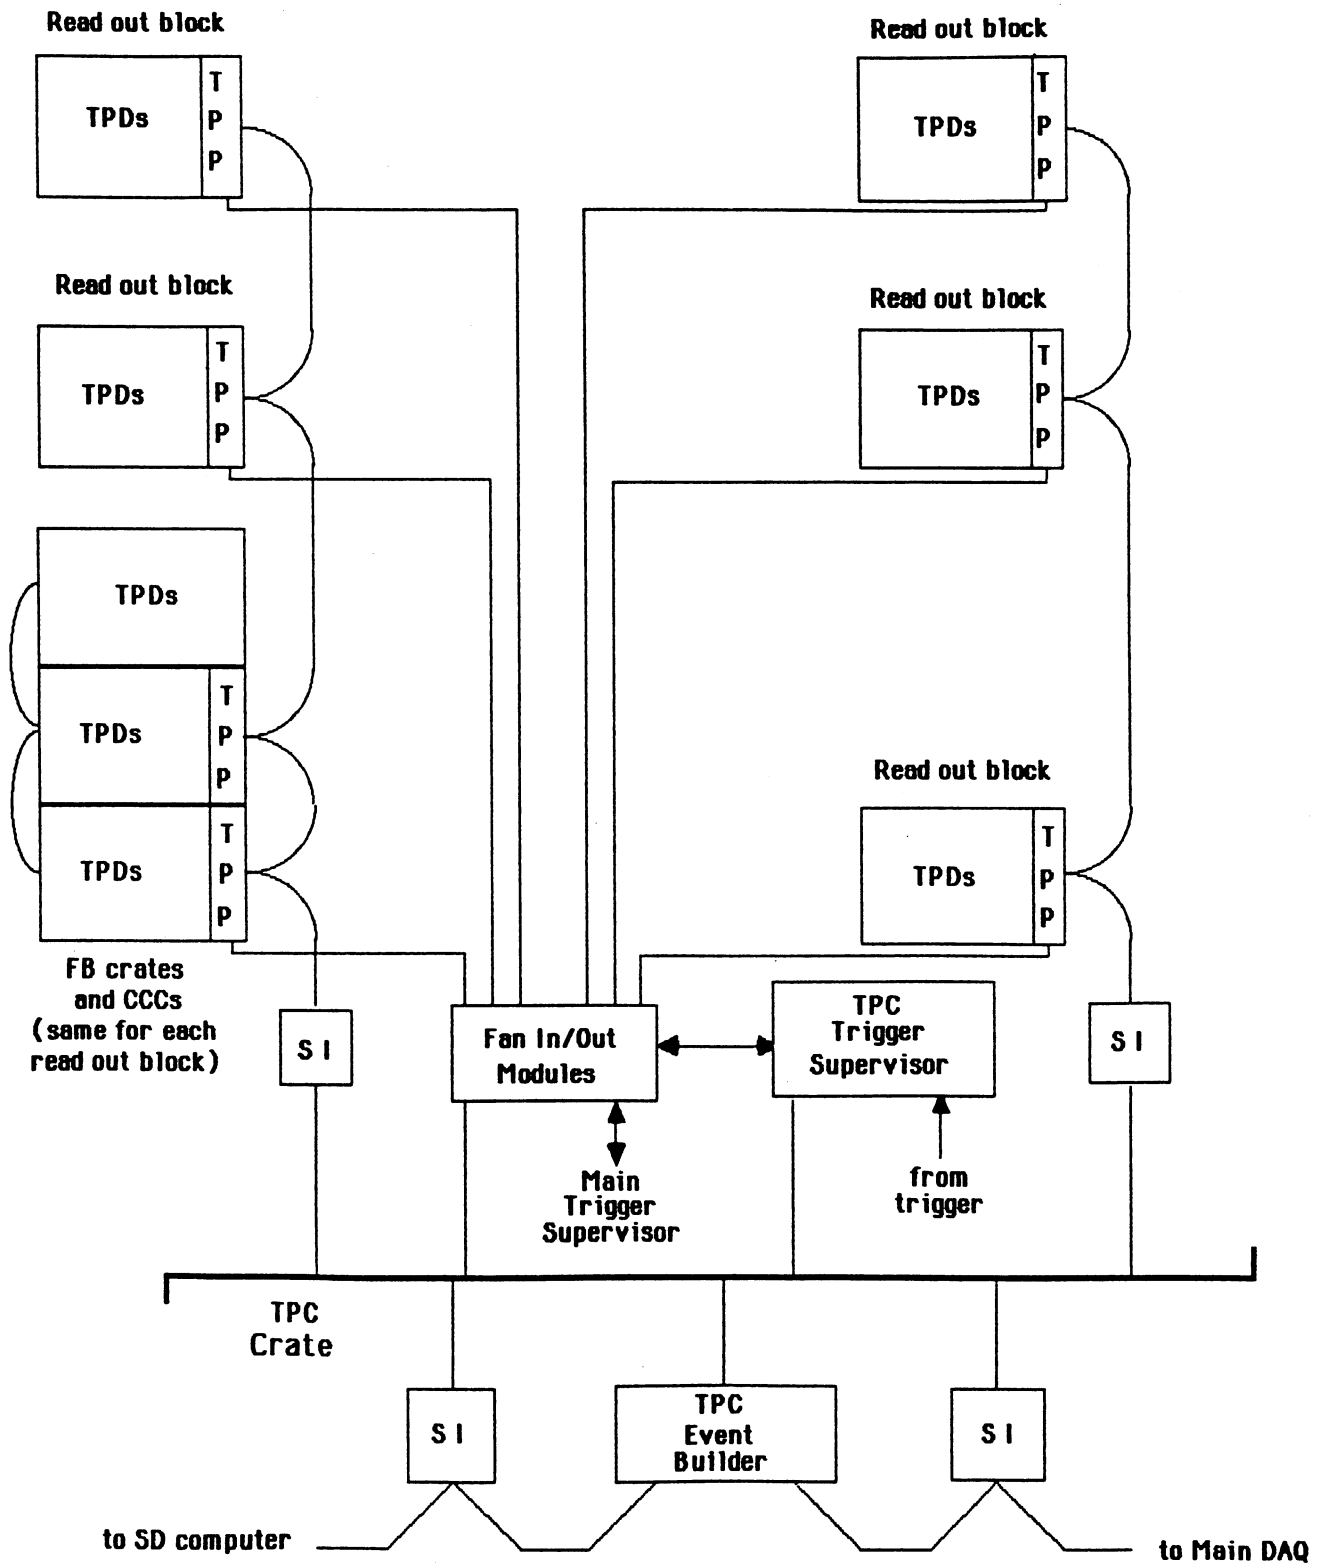 Read out block
TPDs
T
P
P
Read out block
TPDs
T
P
P
Read out block
TPDs
T
P
P
Read out block
TPDs
T
P
P
TPDs
TPDs
T
P
P
TPDs
T
P
P
FB crates
and CCCs
(same for each
read out block)
Read out block
TPDs
T
P
P
S I
Fan In/Out
Modules
TPC
Trigger
Supervisor
S I
Main
Trigger
Supervisor
from
trigger
TPC
Crate
S I
TPC
Event
Builder
S I
to SD computer
to Main DAQ